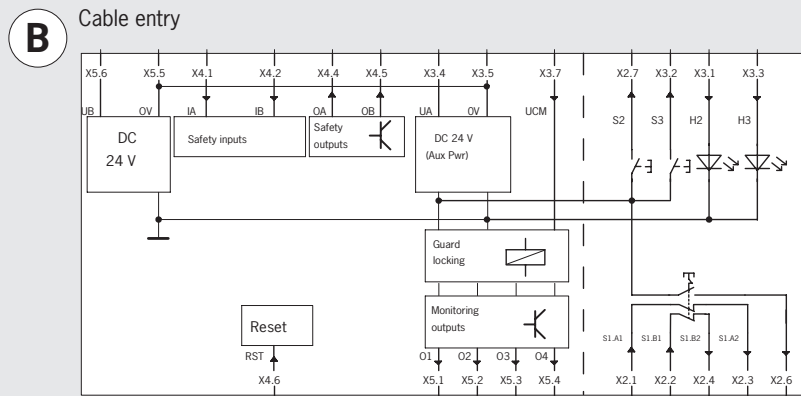 B
Cable entry
X5.6 X5.5 X4.1 X4.2 X4.4 X4.5 X3.4 X3.5 X3.7 X2.7 X3.2 X3.1 X3.3
UB 0V IA IB OA OB UA 0V UCM S2 S3 H2 H3
DC
24 V
Safety inputs
Safety
outputs
DC 24 V
(Aux Pwr)
Guard
locking
Monitoring
outputs
Reset
RST
O1 O2 O3 O4
S1.A1 S1.B1 S1.B2 S1.A2
X4.6 X5.1 X5.2 X5.3 X5.4 X2.1 X2.2 X2.4 X2.3 X2.6